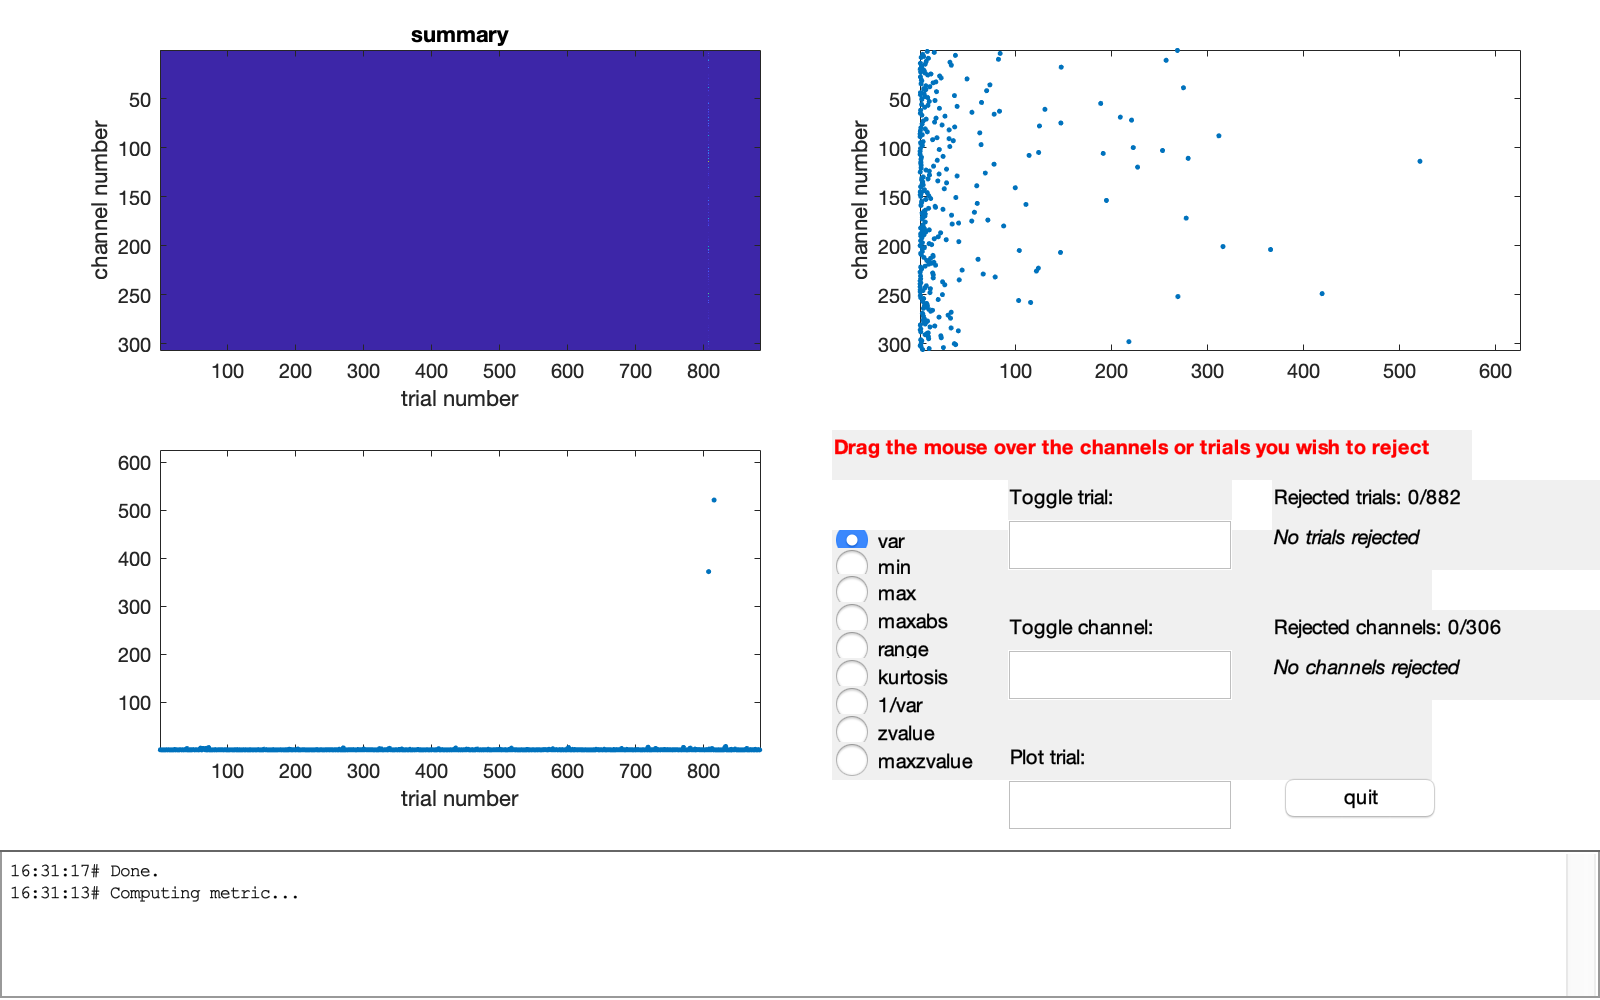 summary
channel number
50
100
150
200
250
300
100 200 300 400 500 600 700 800
trial number
channel number
50
100
150
200
250
300
100 200 300 400 500 600
600
500
400
300
200
100
100 200 300 400 500 600 700 800
trial number
Drag the mouse over the channels or trials you wish to reject
var
min
max
maxabs
range
kurtosis
1/var
zvalue
maxzvalue
Toggle trial:
Rejected trials: 0/882
No trials rejected
Toggle channel:
Rejected channels: 0/306
No channels rejected
Plot trial:
quit
16:31:17# Done.
16:31:13# Computing metric...